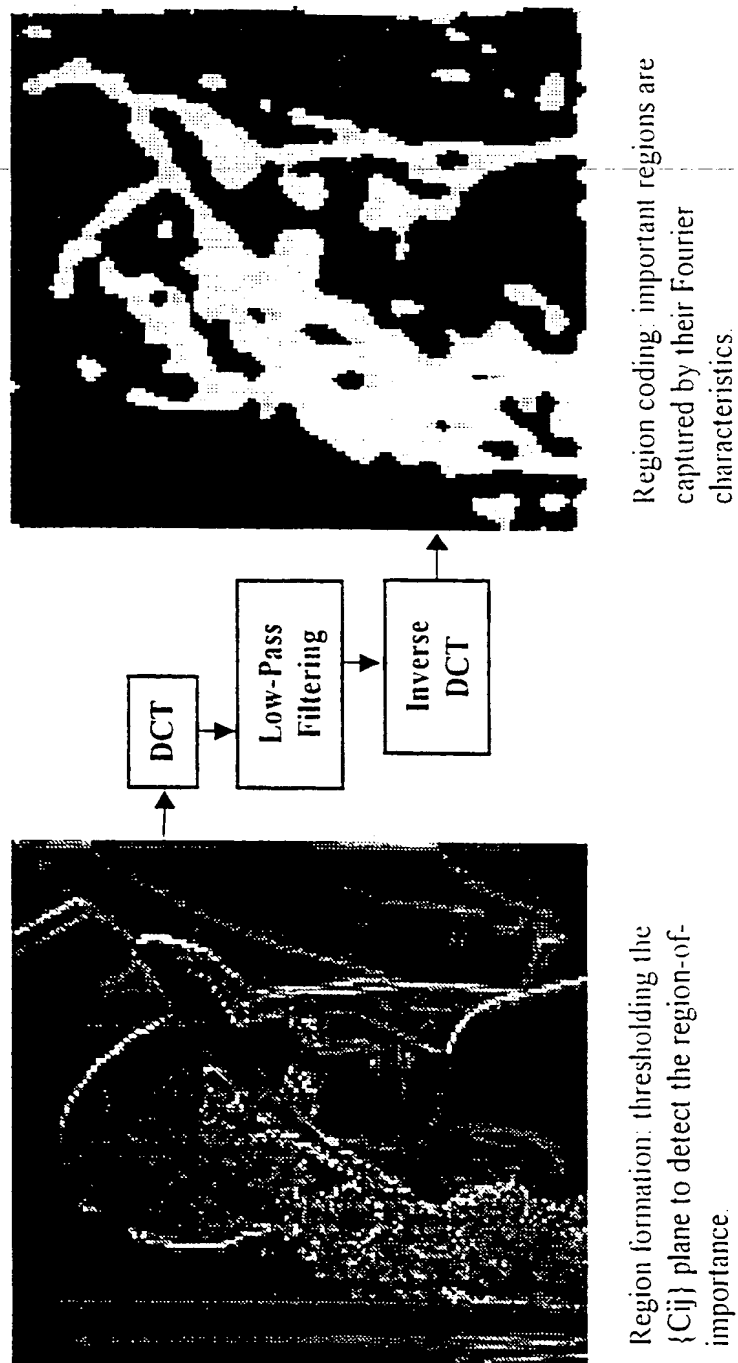 Region formation: thresholding the
{Cij} plane to detect the region-of-
importance.
DCT
Low-Pass
Filtering
Inverse
DCT
Region coding: important regions are
captured by their Fourier
characteristics.